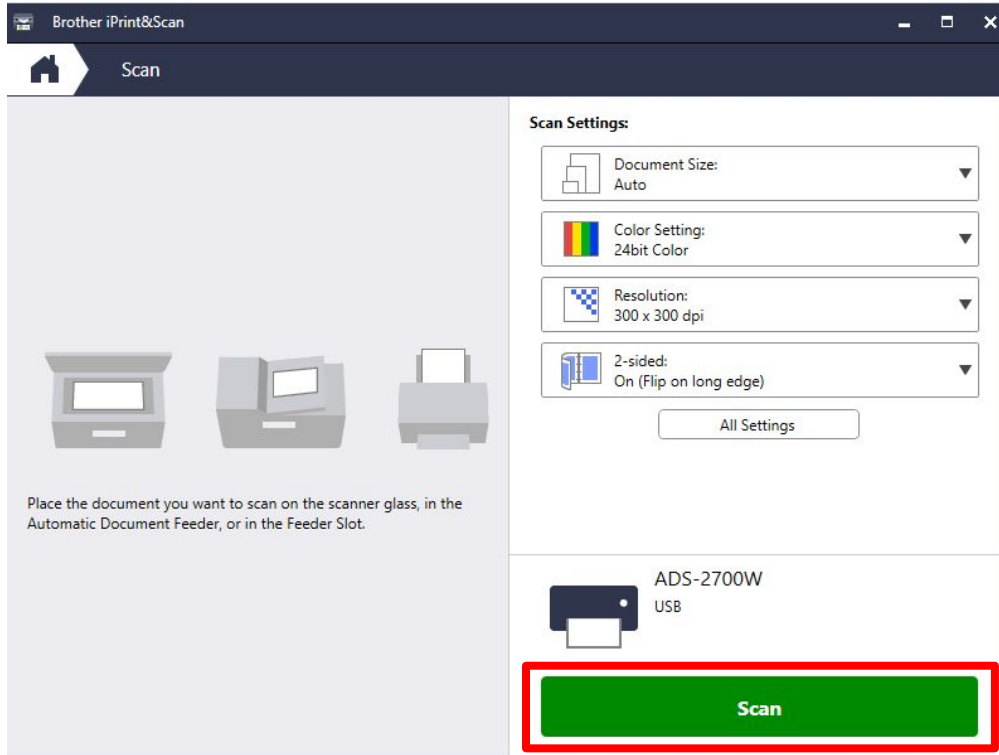 Brother iPrint&Scan
Scan
Scan Settings:
Document Size:
Auto
Color Setting:
24bit Color
Resolution:
300 x 300 dpi
2-sided:
On (Flip on long edge)
All Settings
Place the document you want to scan on the scanner glass, in the
Automatic Document Feeder, or in the Feeder Slot.
ADS-2700W
USB
Scan